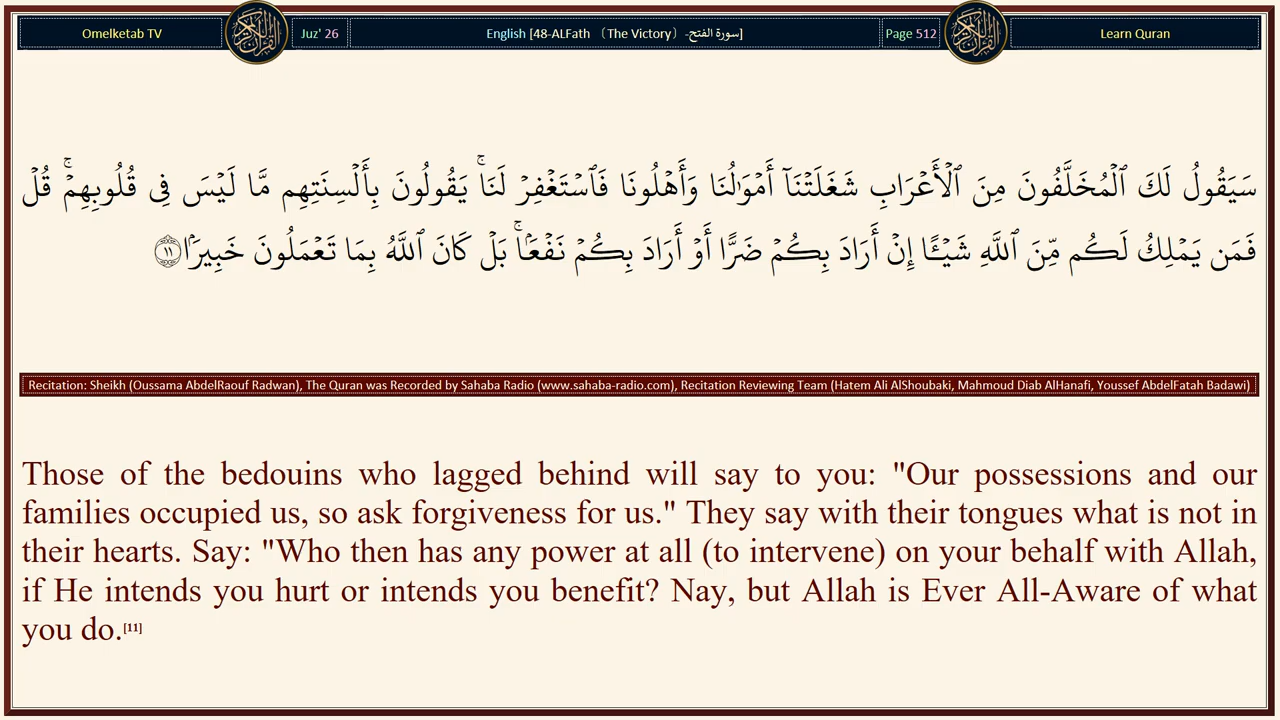 Omelketab TV
Juz' 26
English [48-ALFath (The Victory) -سورة الفتح]
Page 512
Learn Quran
سَيَقُولُ لَكَ ٱلْمُخَلَّفُونَ مِنَ ٱلْأَعْرَابِ شَغَلَتْنَآ أَمْوَٰلُنَا وَأَهْلُونَا فَٱسْتَغْفِرْ لَنَا ۚ يَقُولُونَ بِأَلْسِنَتِهِم مَّا لَيْسَ فِى قُلُوبِهِمْ ۚ قُلْ
فَمَن يَمْلِكُ لَكُم مِّنَ ٱللَّهِ شَيْـًٔا إِنْ أَرَادَ بِكُمْ ضَرًّا أَوْ أَرَادَ بِكُمْ نَفْعًۢا ۚ بَلْ كَانَ ٱللَّهُ بِمَا تَعْمَلُونَ خَبِيرًۢا ١١
Recitation: Sheikh (Oussama AbdelRaouf Radwan), The Quran was Recorded by Sahaba Radio (www.sahaba-radio.com), Recitation Reviewing Team (Hatem Ali AlShoubaki, Mahmoud Diab AlHanafi, Youssef AbdelFatah Badawi)
Those of the bedouins who lagged behind will say to you: "Our possessions and our
families occupied us, so ask forgiveness for us." They say with their tongues what is not in
their hearts. Say: "Who then has any power at all (to intervene) on your behalf with Allah,
if He intends you hurt or intends you benefit? Nay, but Allah is Ever All-Aware of what
you do.[11]